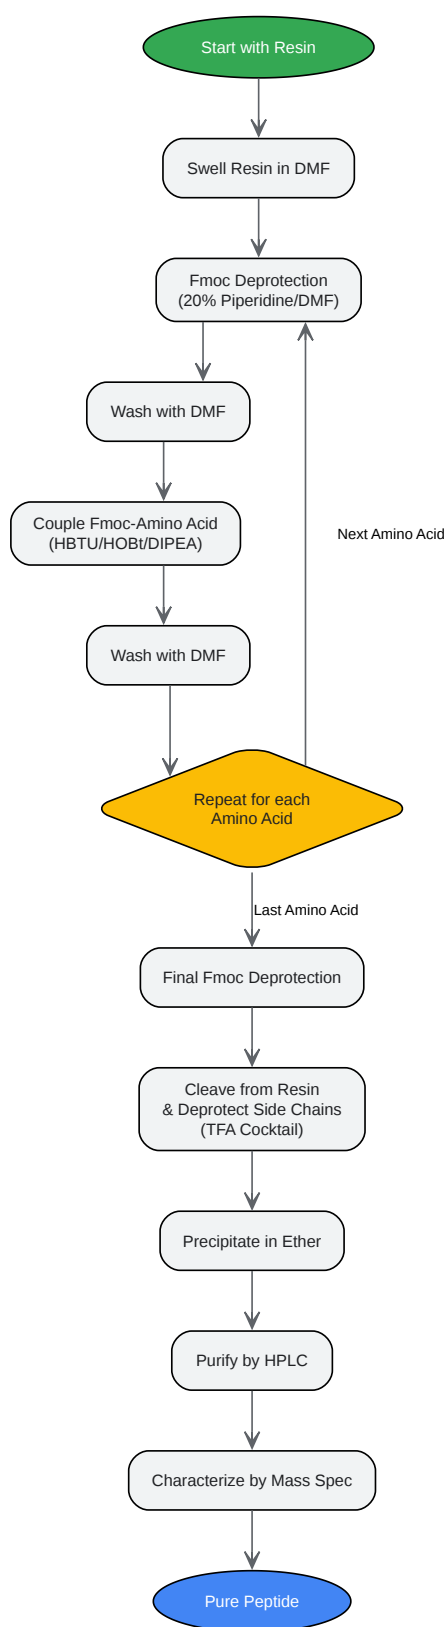 Start with Resin
Swell Resin in DMF
Fmoc Deprotection
(20% Piperidine/DMF)
Wash with DMF
Couple Fmoc-Amino Acid
(HBTU/HOBt/DIPEA)
Next Amino Acid
Wash with DMF
Repeat for each
Amino Acid
Last Amino Acid
Final Fmoc Deprotection
Cleave from Resin
& Deprotect Side Chains
(TFA Cocktail)
Precipitate in Ether
Purify by HPLC
Characterize by Mass Spec
Pure Peptide